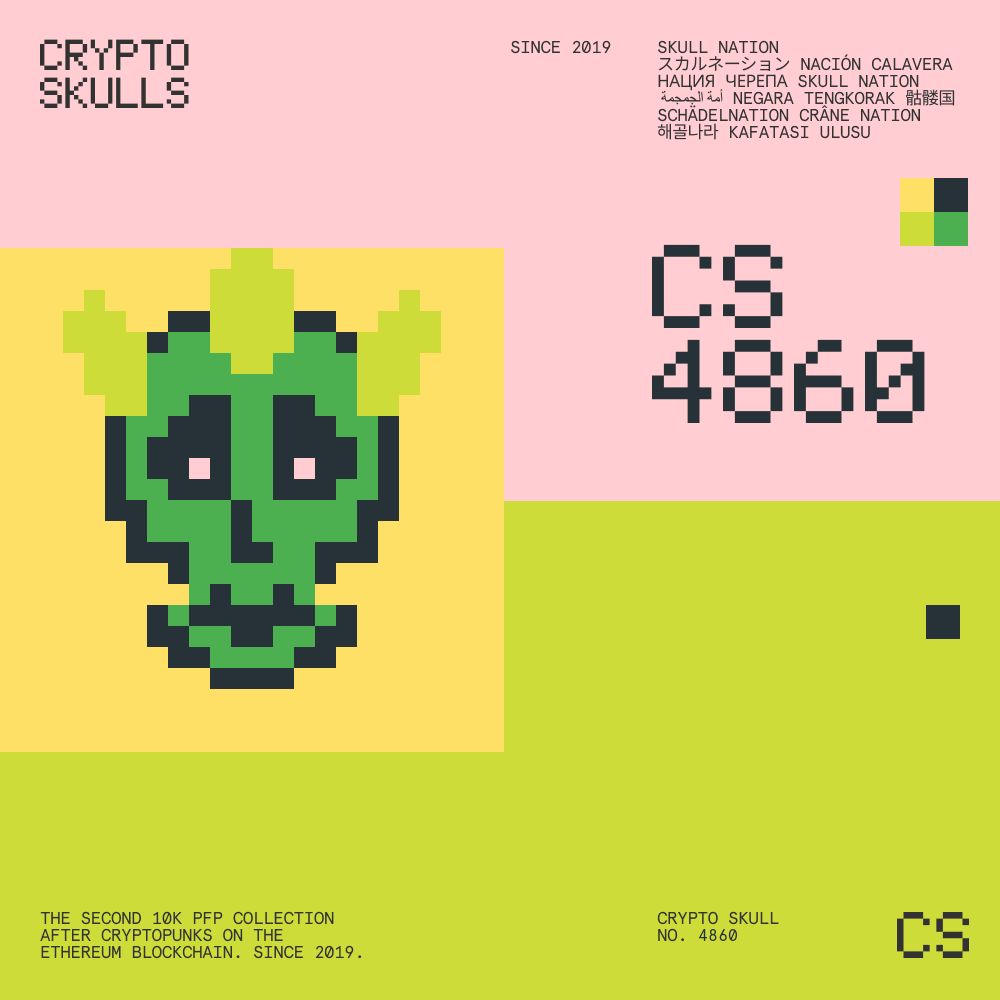 CRYPTO
SKULLS
SINCE 2019
SKULL NATION
スカルネーション NACIÓN CALAVERA
НАЦИЯ ЧЕРЕПА SKULL NATION
أمة الجمجمة NEGARA TENGKORAK 骷髅国
SCHÄDELNATION CRÂNE NATION
해골나라 KAFATASI ULUSU
CS
4860
THE SECOND 10K PFP COLLECTION
AFTER CRYPTOPUNKS ON THE
ETHEREUM BLOCKCHAIN. SINCE 2019.
CRYPTO SKULL
NO. 4860
CS